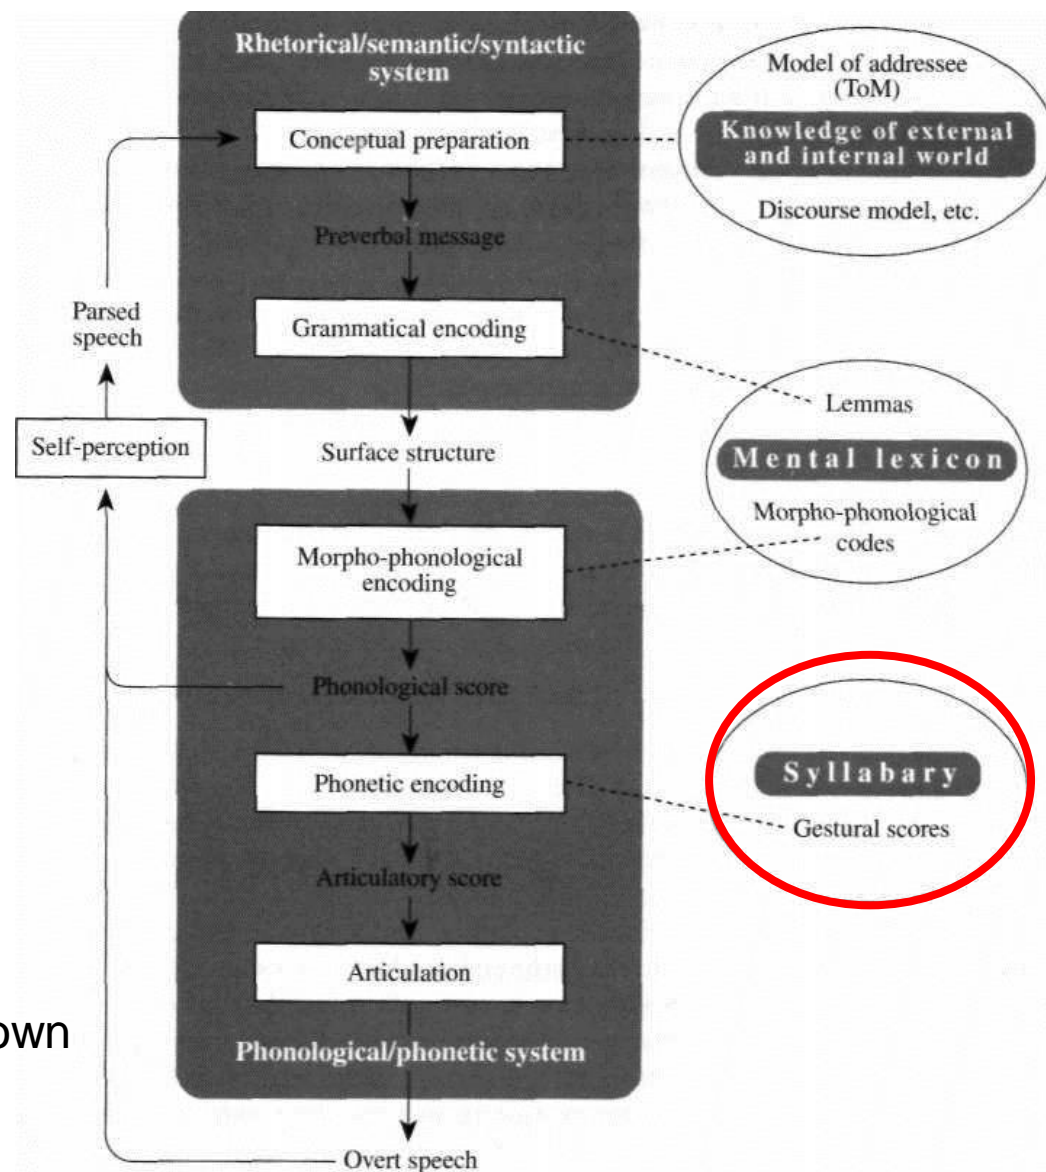 Rhetorical/semantic/syntactic
system
Conceptual preparation
Preverbal message
Grammatical encoding
Model of addressee
(ToM)
Knowledge of external
and internal world
Discourse model, etc.
Parsed
speech
Self-perception
Surface structure
Lemmas
Mental lexicon
Morpho-phonological
codes
Morpho-phonological
encoding
Phonological score
Phonetic encoding
Articulatory score
Articulation
Phonological/phonetic system
Syllabary
Gestural scores
own
Overt speech